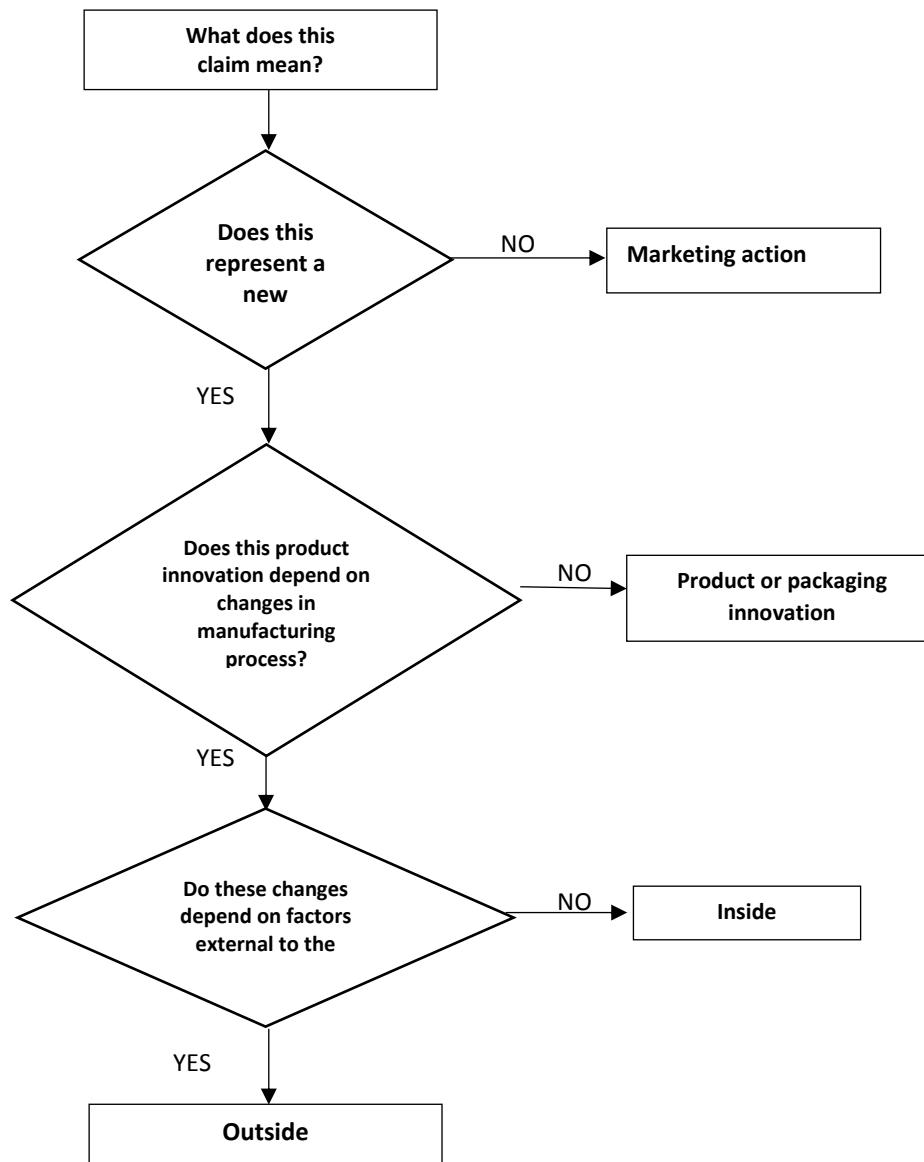 What does this
claim mean?
Does this
represent a
new
NO
Marketing action
YES
Does this product
innovation depend on
changes in
manufacturing
process?
NO
Product or packaging
innovation
YES
Do these changes
depend on factors
external to the
NO
Inside
YES
Outside